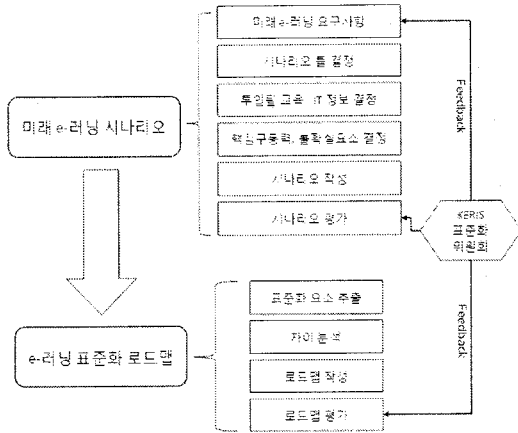 미래 e-러닝 요구사항
시나리오 틀 결정
투입될 교육 IT 정보 결정
핵심구동력, 불확실요소 결정
시나리오 작성
시나리오 평가
미래 e-러닝 시나리오
Feedback
KERIS
표준화
위원회
Feedback
표준화 요소 추출
차이 분석
로드맵 작성
로드맵 평가
e-러닝 표준화 로드맵